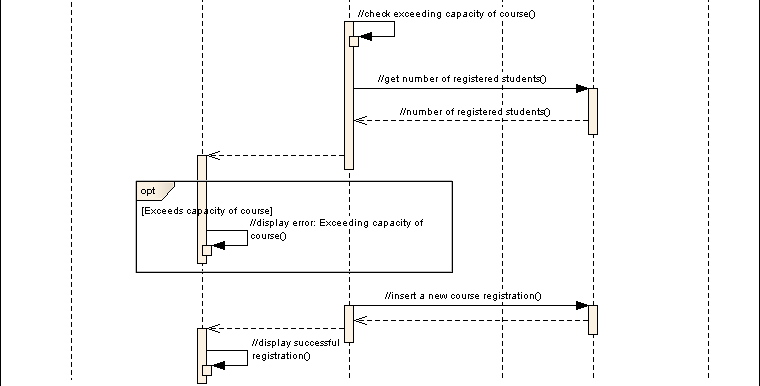 //check exceeding capacity of course()
//get number of registered students()
//number of registered students()
opt
[Exceeds capacity of course]
//display error: Exceeding capacity of
course()
//insert a new course registration()
//display successful
registration()